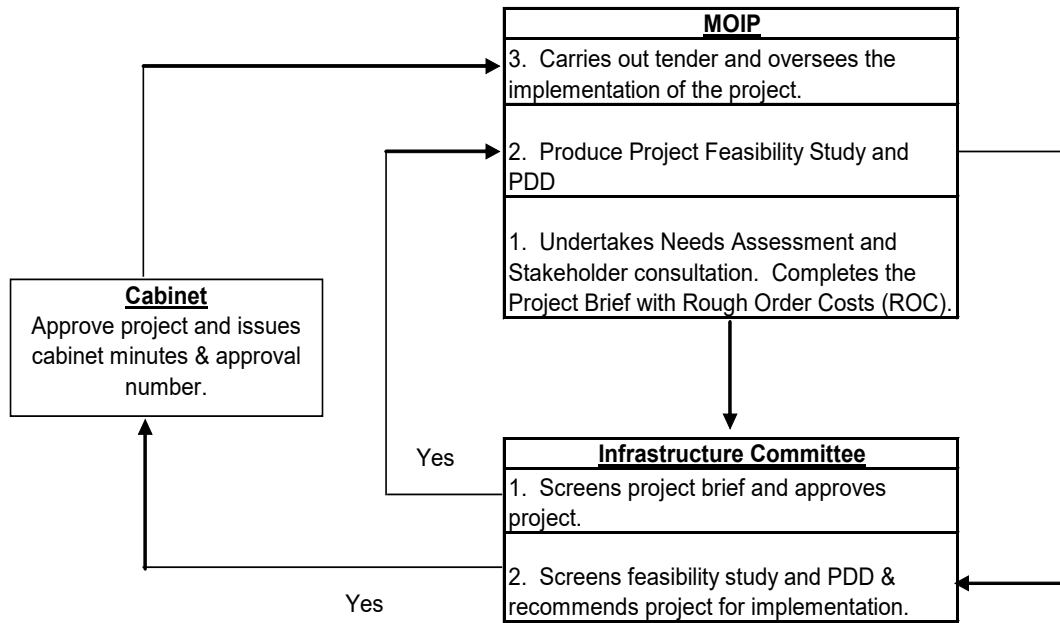 MOIP
3. Carries out tender and oversees the
implementation of the project.
2. Produce Project Feasibility Study and
PDD
1. Undertakes Needs Assessment and
Stakeholder consultation. Completes the
Project Brief with Rough Order Costs (ROC).
Cabinet
Approve project and issues
cabinet minutes & approval
number.
Yes
Infrastructure Committee
1. Screens project brief and approves
project.
2. Screens feasibility study and PDD &
recommends project for implementation.
Yes